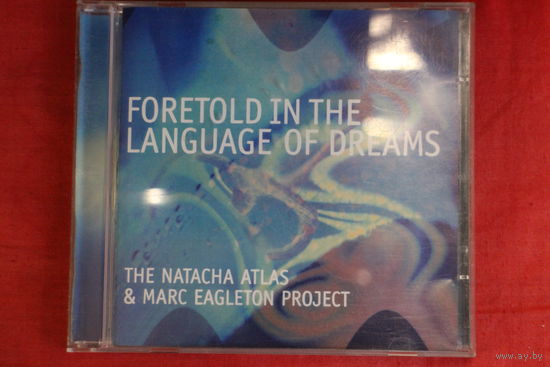 FORETOLD IN THE
LANGUAGE OF DREAMS
THE NATACHA ATLAS
& MARC EAGLETON PROJECT
www.ay.by